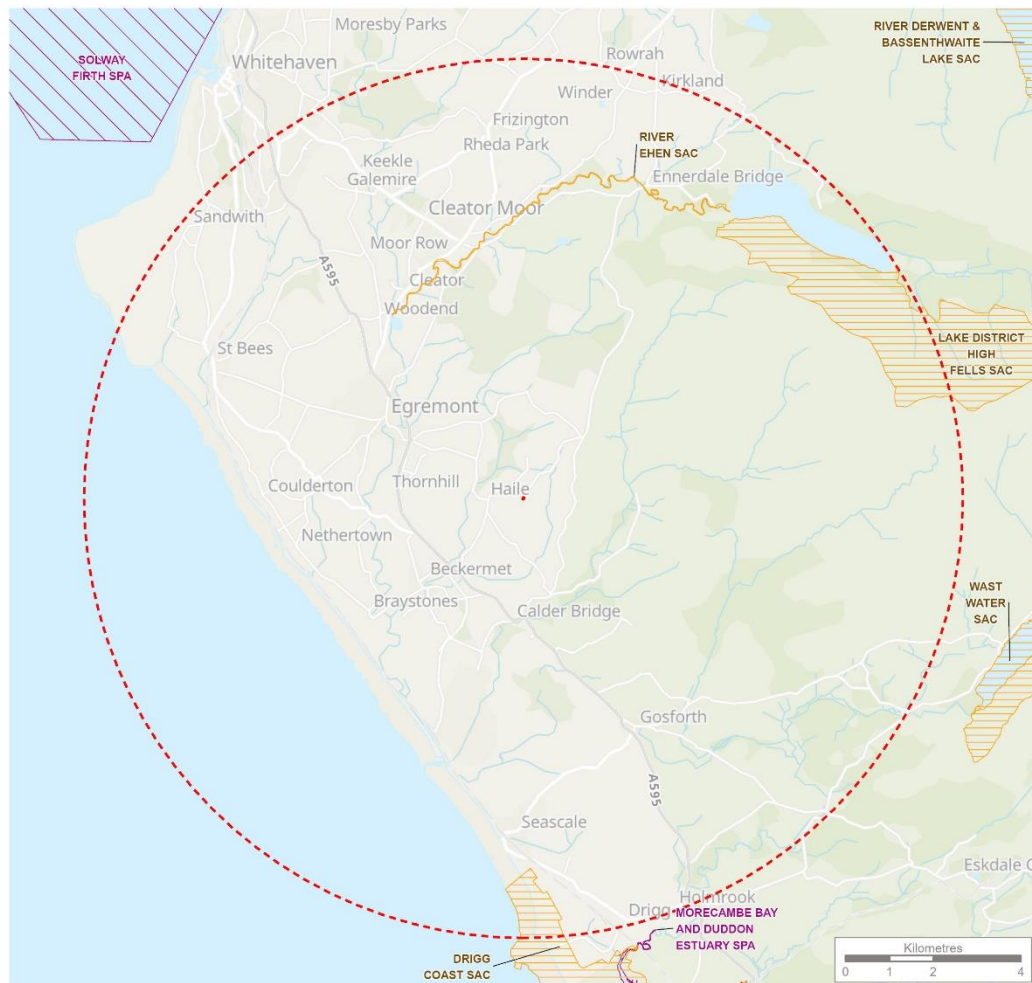 Moresby Parks
RIVER DERWENT &
BASSENTHWAITE
LAKE SAC
SOLWAY
FIRTH SPA
Whitehaven
Rowrah
Kirkland
Winder
Frizington
Rheda Park
RIVER
EHEN SAC
Keekle
Galemire
Ennerdale Bridge
Sandwith
Cleator Moor
Moor Row
A595
Cleator
Woodend
St Bees
LAKE DISTRICT
HIGH
FELLS SAC
Egremont
Thornhill
Haile
Coulderton
Nethertown
Beckermet
Braystones
Calder Bridge
WAST
WATER
SAC
Gosforth
A595
Seascale
Eskdale G
Holmrook
Drigg
MORECAMBE BAY
AND DUDDON
ESTUARY SPA
DRIGG
COAST SAC
Kilometres
0 1 2 4